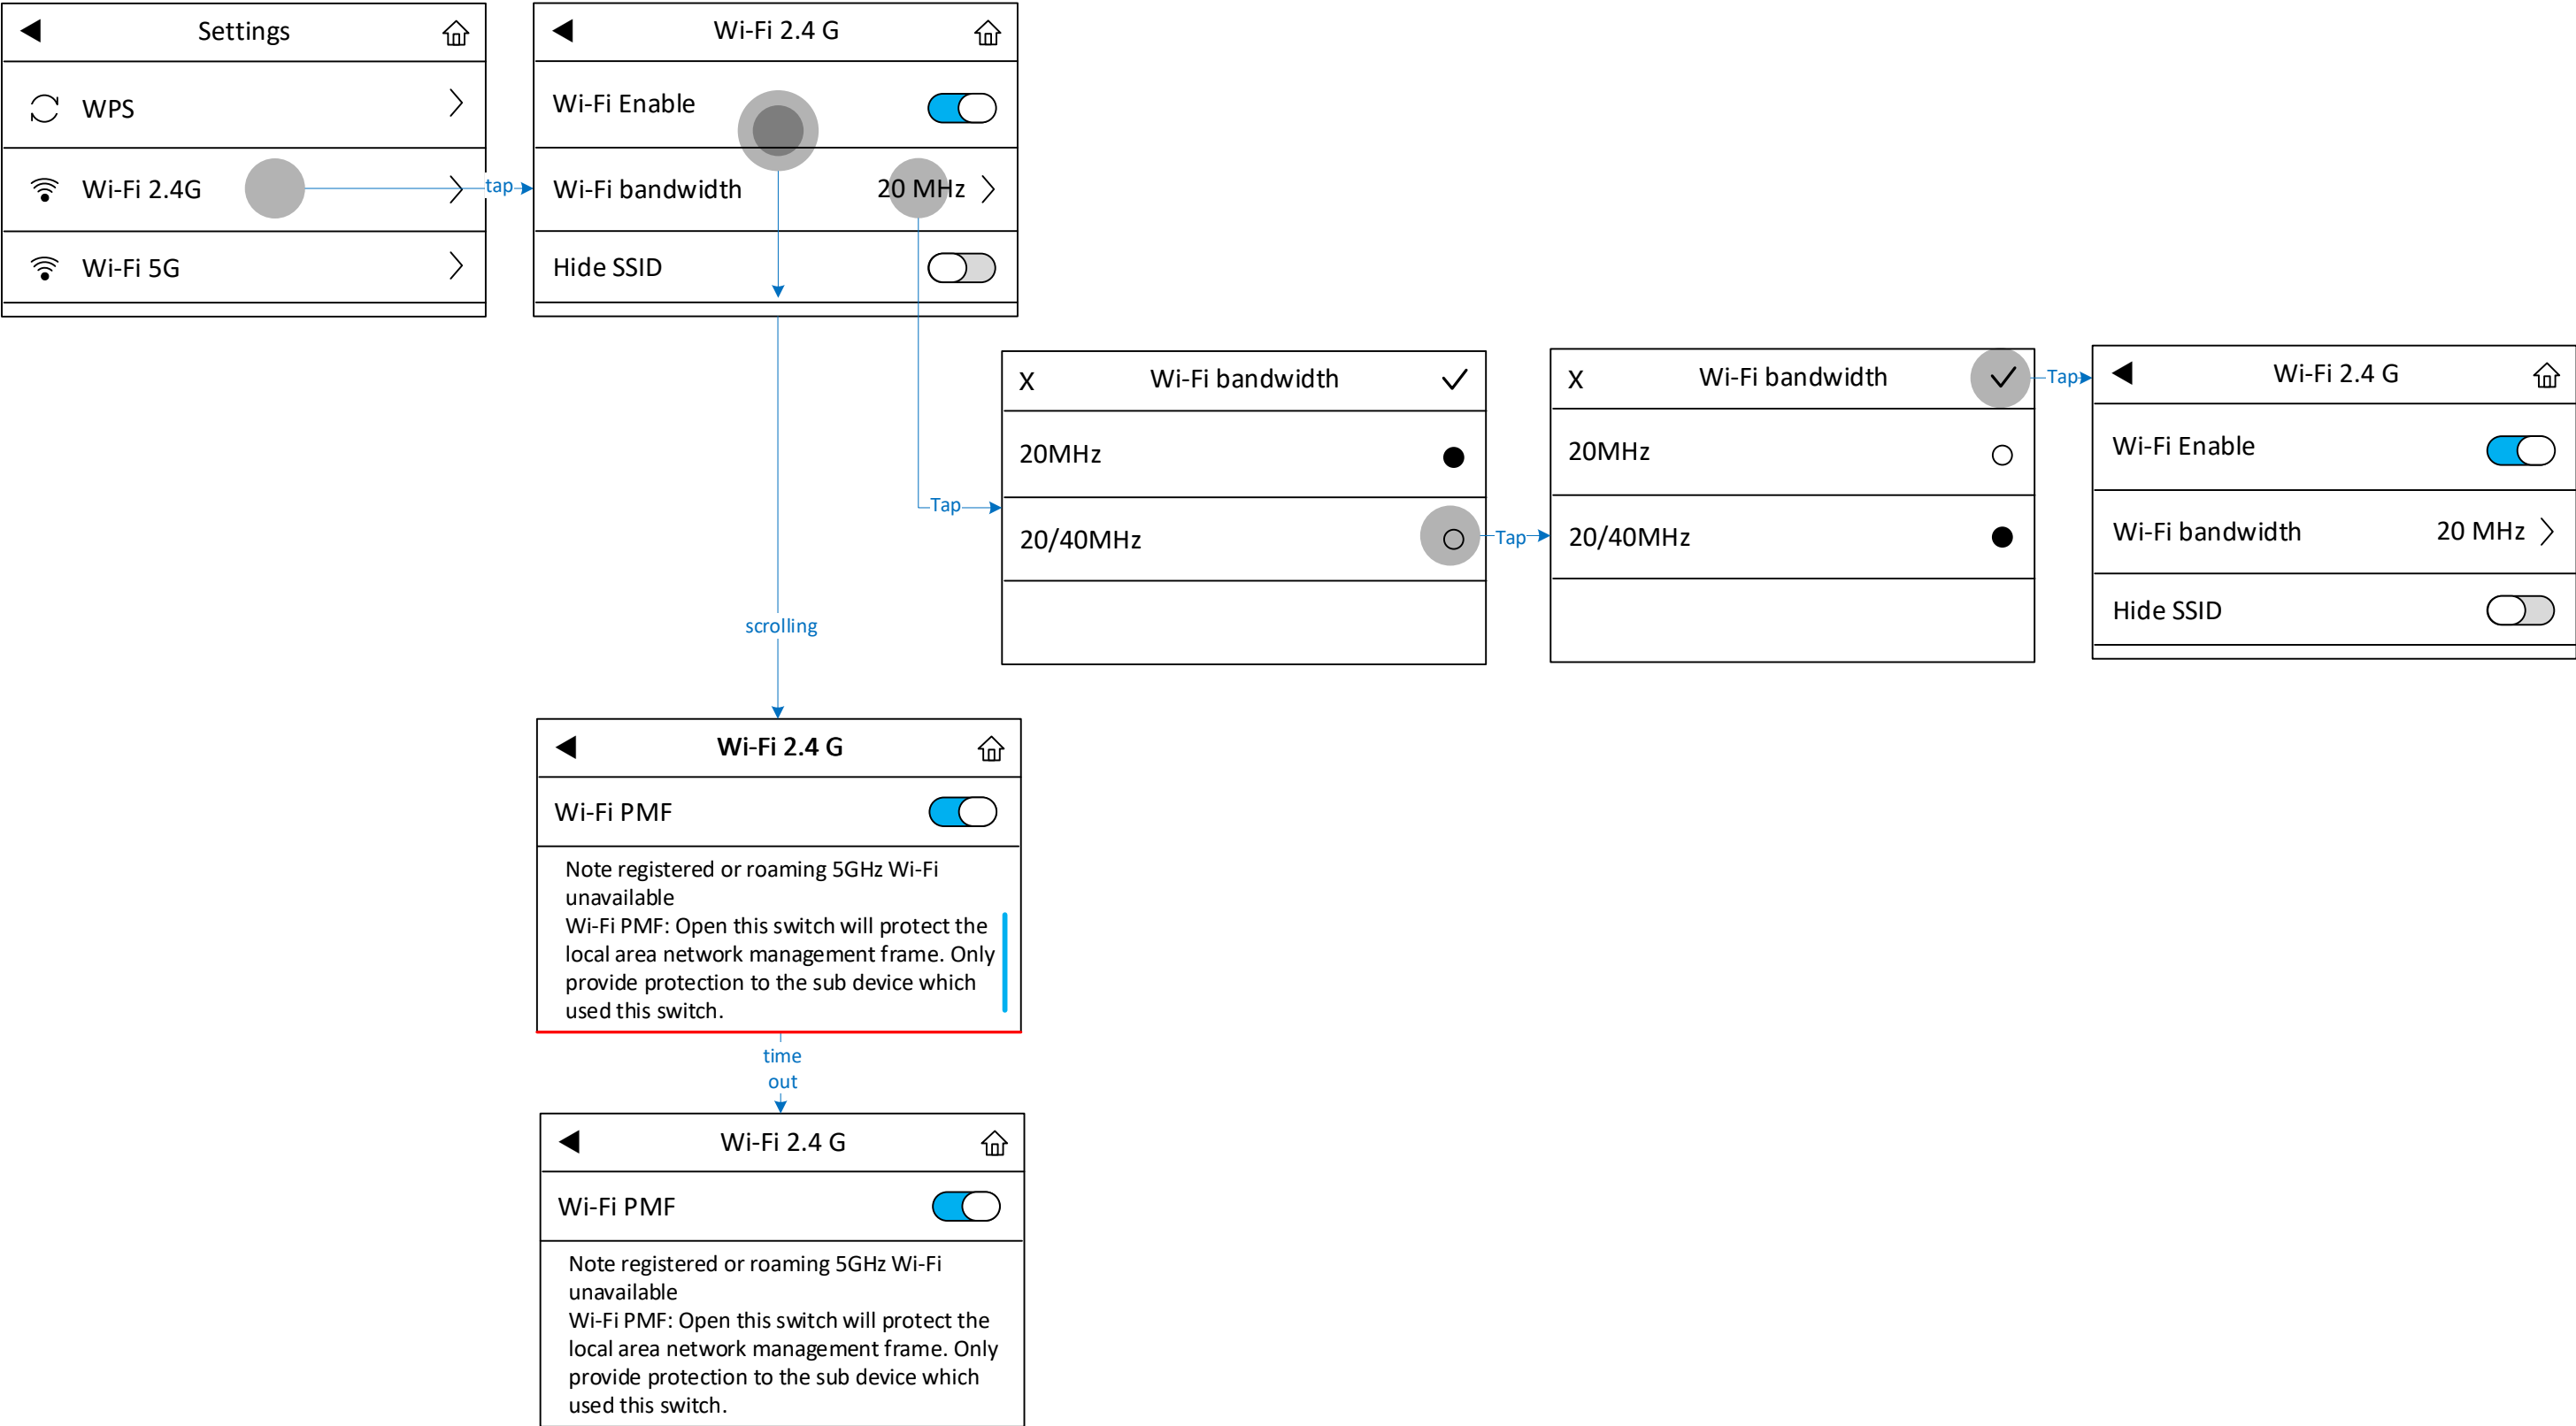 Settings
WPS
Wi-Fi 2.4G
Wi-Fi 5G
tap
Wi-Fi 2.4 G
Wi-Fi Enable
Wi-Fi bandwidth 20 MHz
Hide SSID
Tap
X Wi-Fi bandwidth
20MHz
20/40MHz
Tap
X Wi-Fi bandwidth
20MHz
20/40MHz
Tap
Wi-Fi 2.4 G
Wi-Fi Enable
Wi-Fi bandwidth 20 MHz
Hide SSID
scrolling
Wi-Fi 2.4 G
Wi-Fi PMF
Note registered or roaming 5GHz Wi-Fi
unavailable
Wi-Fi PMF: Open this switch will protect the
local area network management frame. Only
provide protection to the sub device which
used this switch.
time
out
Wi-Fi 2.4 G
Wi-Fi PMF
Note registered or roaming 5GHz Wi-Fi
unavailable
Wi-Fi PMF: Open this switch will protect the
local area network management frame. Only
provide protection to the sub device which
used this switch.